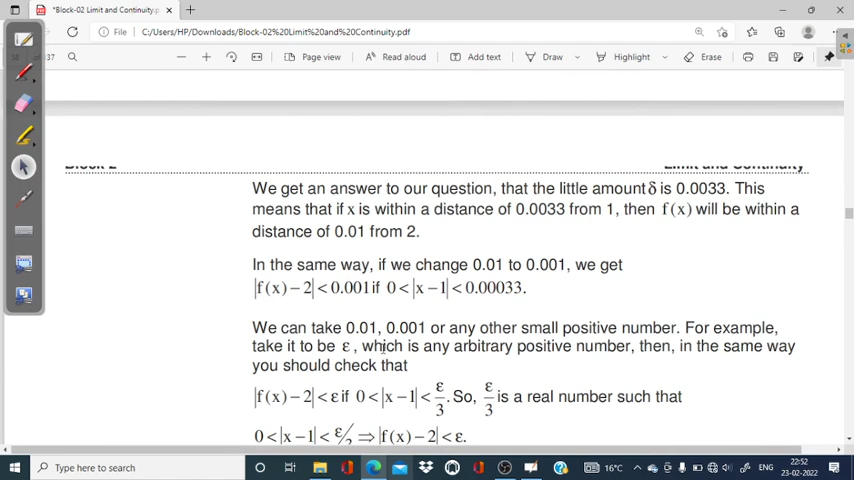 *Block-02 Limit and Continuity.pdf
File
C:/Users/HP/Downloads/Block-02%20Limit%20and%20Continuity.pdf
Page view
Read aloud
Add text
Draw
Highlight
Erase
Block 2
Limit and Continuity
We get an answer to our question, that the little amount δ is 0.0033. This
means that if x is within a distance of 0.0033 from 1, then f(x) will be within a
distance of 0.01 from 2.
In the same way, if we change 0.01 to 0.001, we get
|f(x)−2|<0.001 if 0<|x−1|<0.00033.
We can take 0.01, 0.001 or any other small positive number. For example,
take it to be ε, which is any arbitrary positive number, then, in the same way
you should check that
|f(x)−2|<ε if 0<|x−1|<ε/3. So, ε/3 is a real number such that
0<|x−1|<ε/3 ⇒|f(x)−2|<ε.
Type here to search
16°C
ENG
22:52
23-02-2022